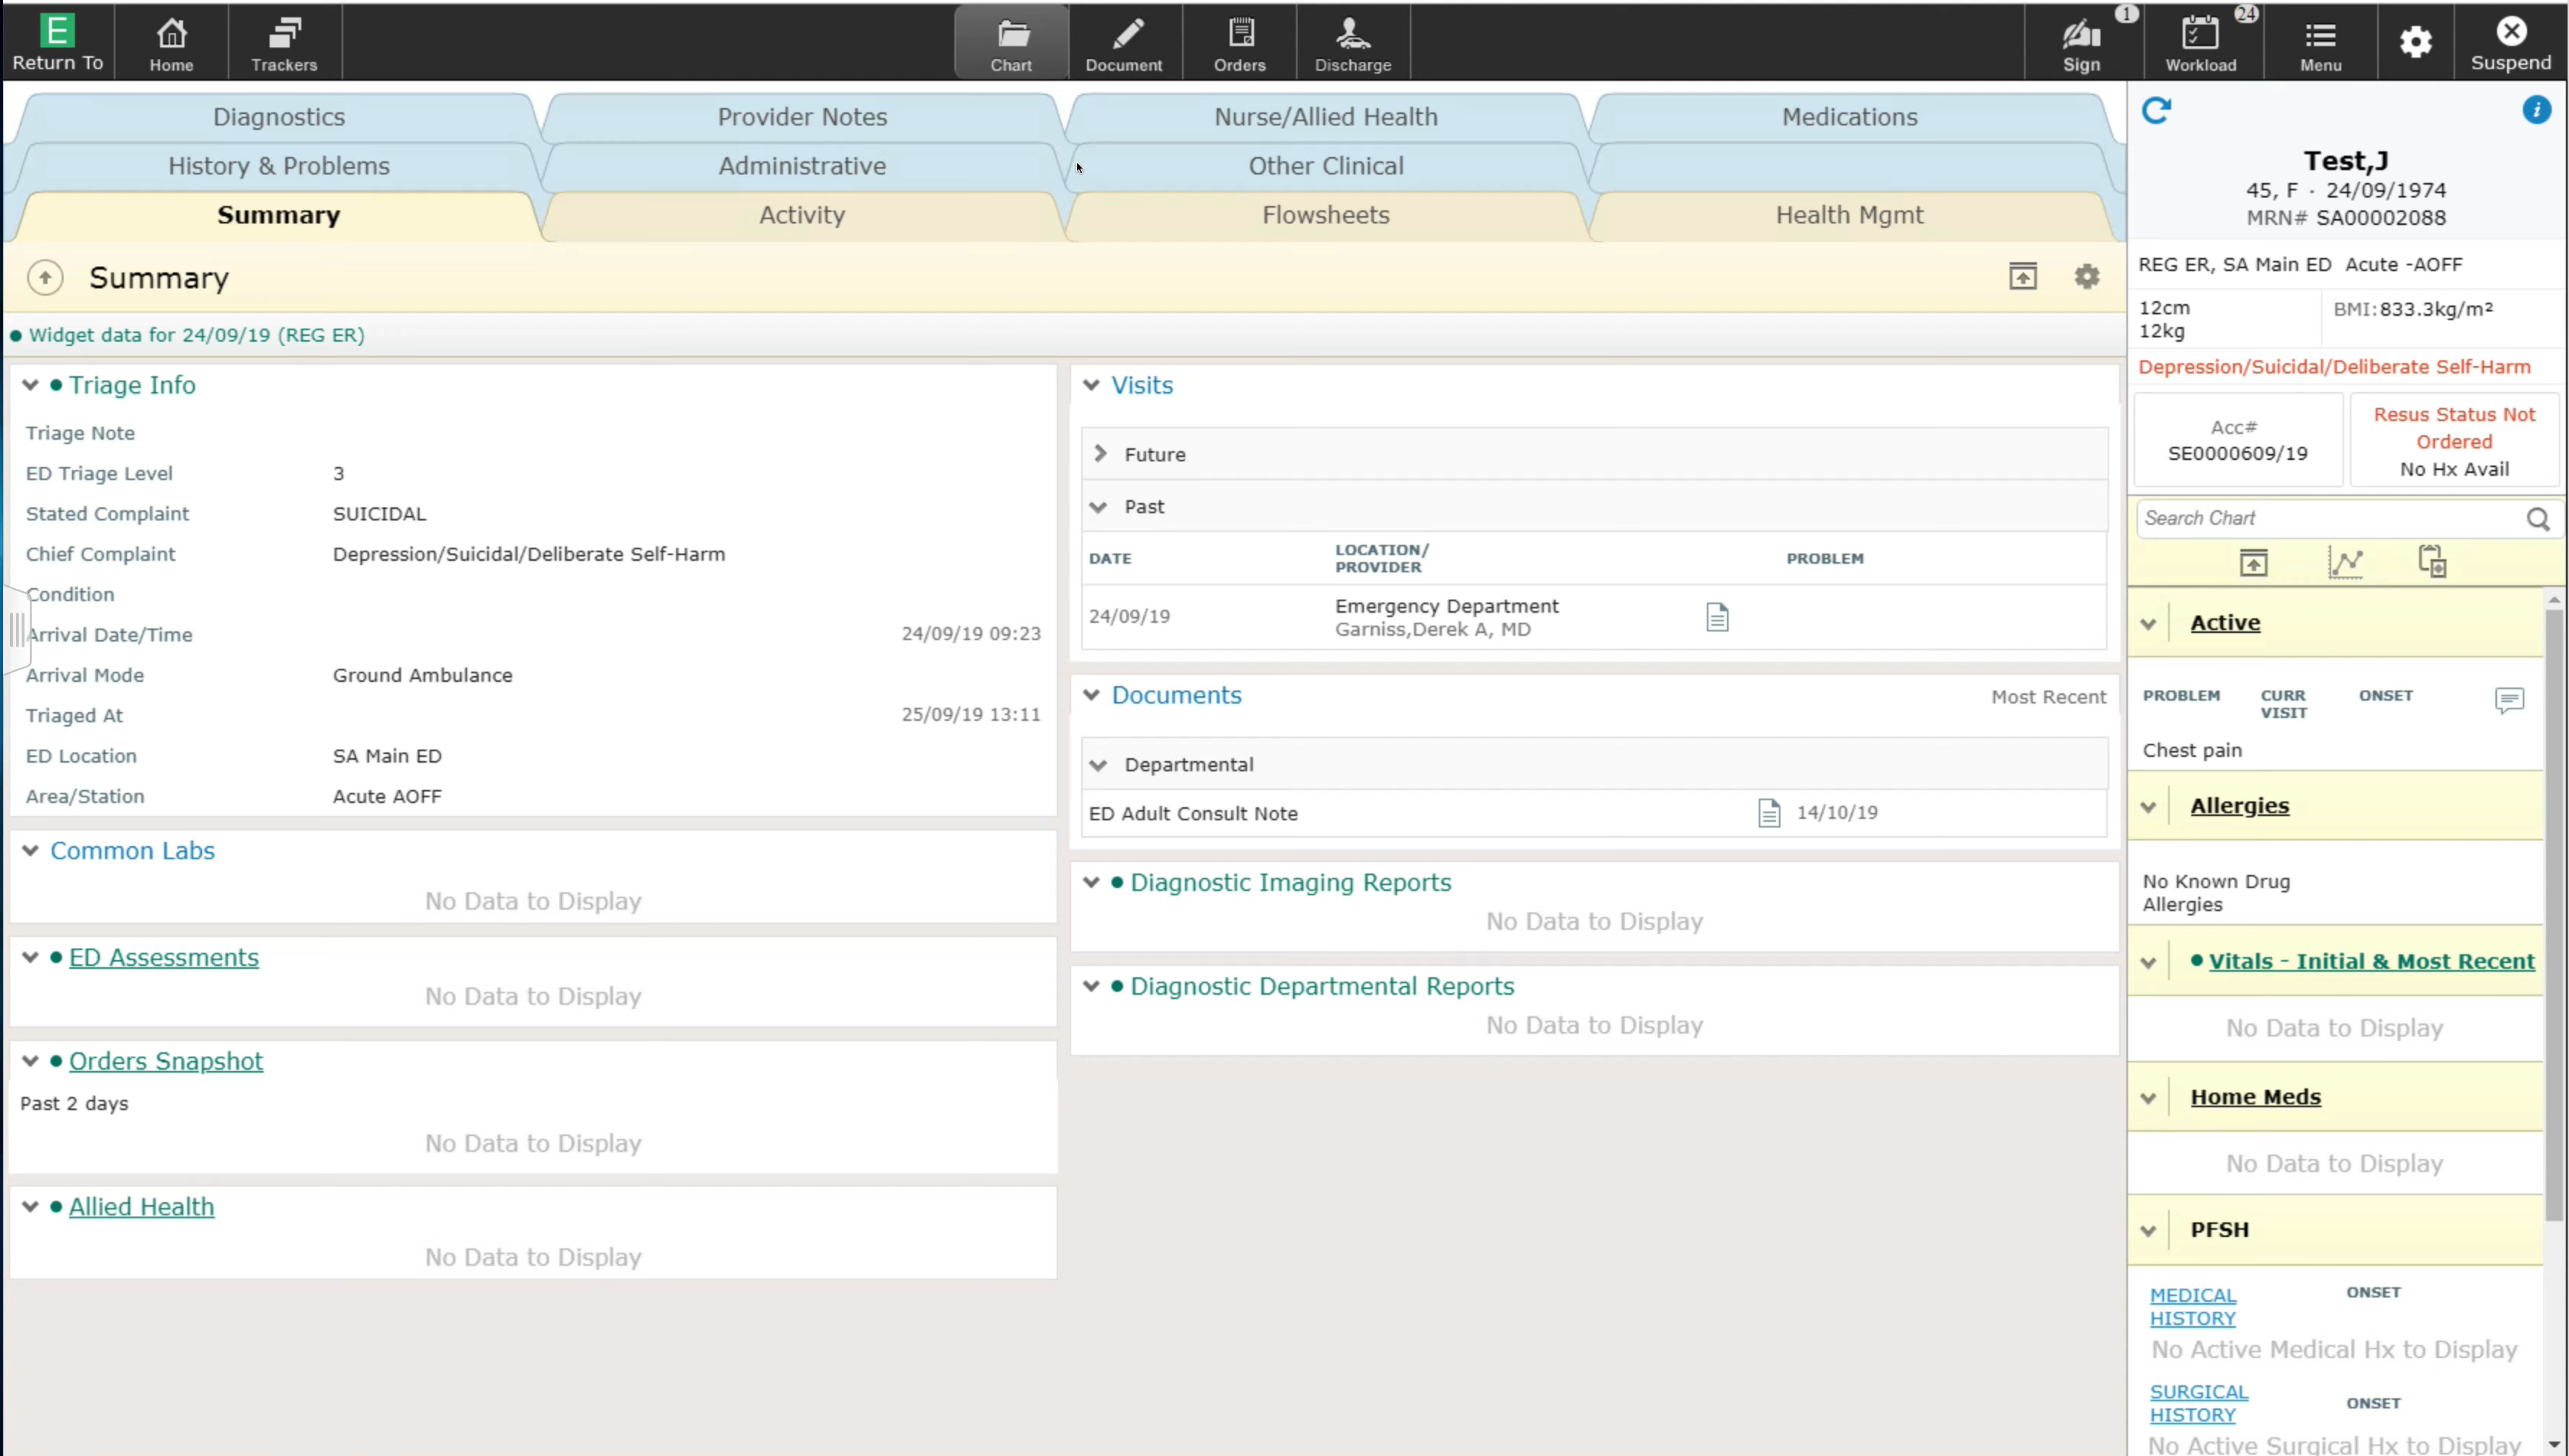 E
Return To
Home
Trackers
Chart
Document
Orders
Discharge
1
Sign
24
Workload
Menu
Suspend
Diagnostics
Provider Notes
Nurse/Allied Health
Medications
History & Problems
Administrative
Other Clinical
Summary
Activity
Flowsheets
Health Mgmt
Summary
Widget data for 24/09/19 (REG ER)
Triage Info
Triage Note
ED Triage Level 3
Stated Complaint SUICIDAL
Chief Complaint Depression/Suicidal/Deliberate Self-Harm
Condition
Arrival Date/Time 24/09/19 09:23
Arrival Mode Ground Ambulance
Triaged At 25/09/19 13:11
ED Location SA Main ED
Area/Station Acute AOFF
Common Labs
No Data to Display
ED Assessments
No Data to Display
Orders Snapshot
Past 2 days
No Data to Display
Allied Health
No Data to Display
Visits
Future
Past
DATE LOCATION/ PROBLEM
PROVIDER
24/09/19 Emergency Department
Garniss,Derek A, MD
Documents Most Recent
Departmental
ED Adult Consult Note 14/10/19
Diagnostic Imaging Reports
No Data to Display
Diagnostic Departmental Reports
No Data to Display
i
Test,J
45, F · 24/09/1974
MRN# SA00002088
REG ER, SA Main ED Acute -AOFF
12cm BMI:833.3kg/m²
12kg
Depression/Suicidal/Deliberate Self-Harm
Acc#
SE0000609/19
Resus Status Not
Ordered
No Hx Avail
Search Chart
Active
PROBLEM CURR ONSET
VISIT
Chest pain
Allergies
No Known Drug
Allergies
Vitals - Initial & Most Recent
No Data to Display
Home Meds
No Data to Display
PFSH
MEDICAL ONSET
HISTORY
No Active Medical Hx to Display
SURGICAL ONSET
HISTORY
No Active Surgical Hx to Display